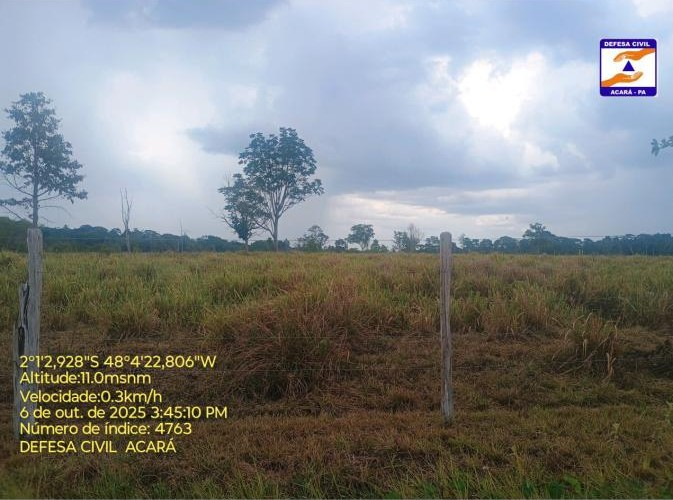 DEFESA CIVIL
ACARÁ - PA
2°1'2,928"S 48°4'22,806"W
Altitude:11.0msnm
Velocidade:0.3km/h
6 de out. de 2025 3:45:10 PM
Número de índice: 4763
DEFESA CIVIL ACARÁ